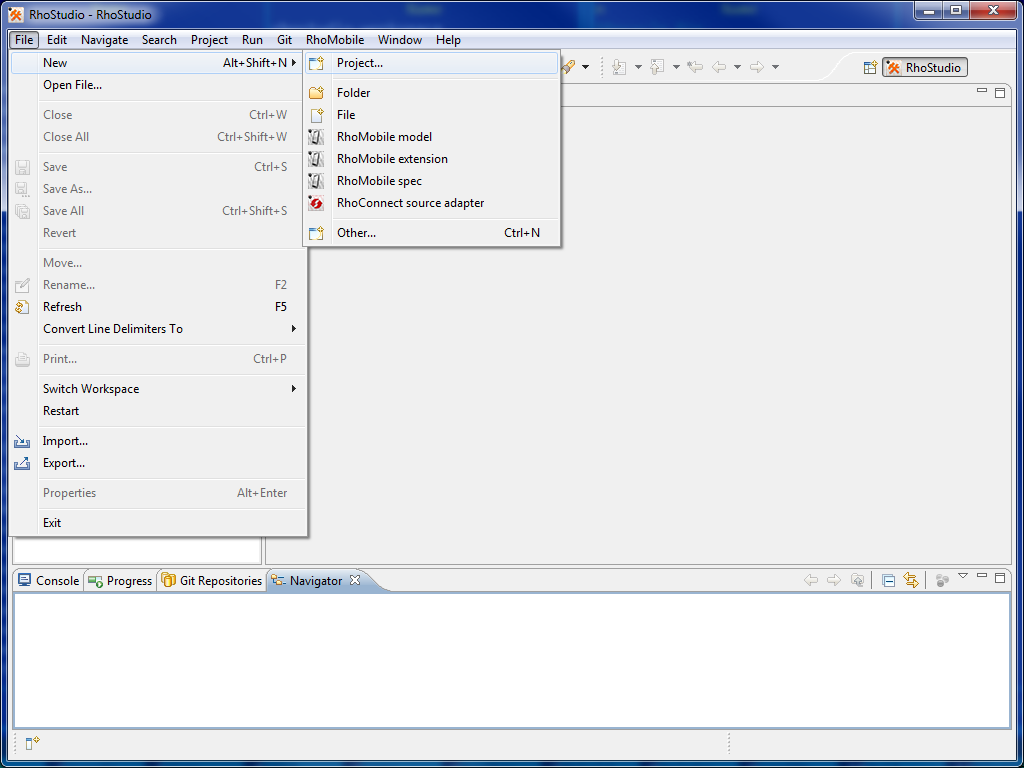 RhoStudio - RhoStudio
File Edit Navigate Search Project Run Git RhoMobile Window Help
RhoStudio
New Alt+Shift+N
Open File...
Close Ctrl+W
Close All Ctrl+Shift+W
Save Ctrl+S
Save As...
Save All Ctrl+Shift+S
Revert
Move...
Rename... F2
Refresh F5
Convert Line Delimiters To
Print... Ctrl+P
Switch Workspace
Restart
Import...
Export...
Properties Alt+Enter
Exit
Project...
Folder
File
RhoMobile model
RhoMobile extension
RhoMobile spec
RhoConnect source adapter
Other... Ctrl+N
Console Progress Git Repositories Navigator